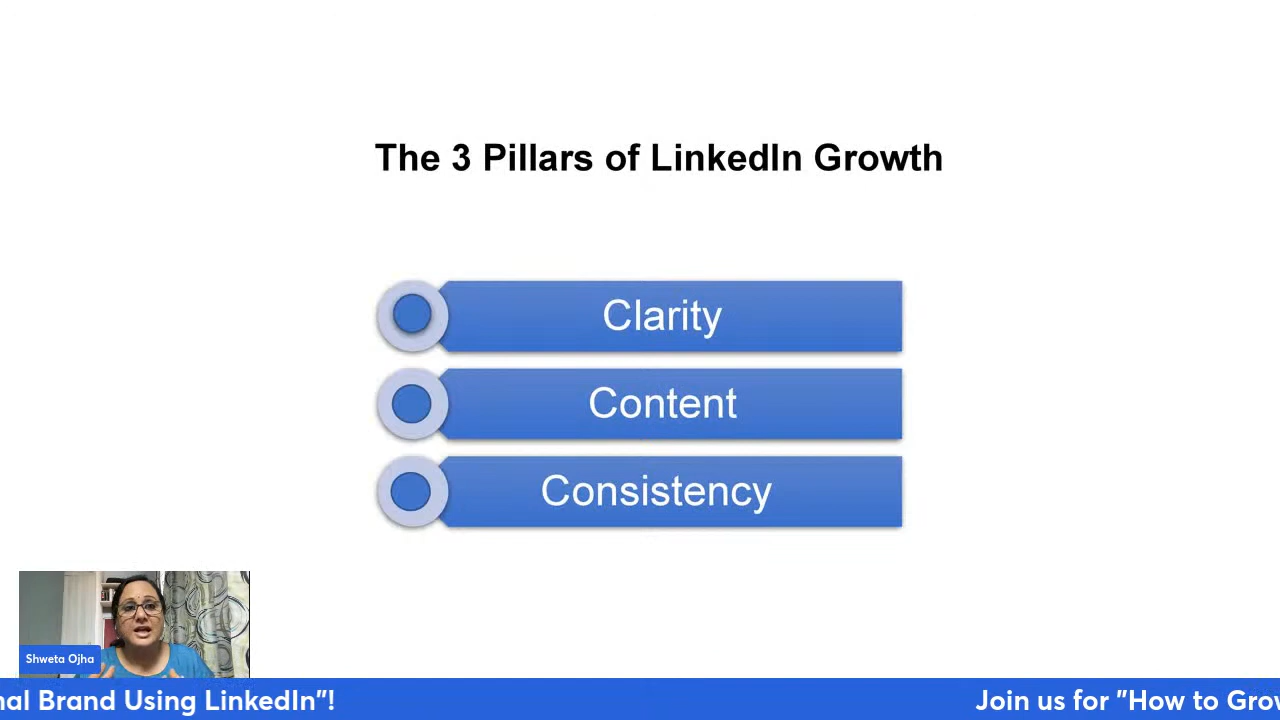 The 3 Pillars of LinkedIn Growth
Clarity
Content
Consistency
Shweta Ojha
nal Brand Using LinkedIn"! Join us for "How to Grow